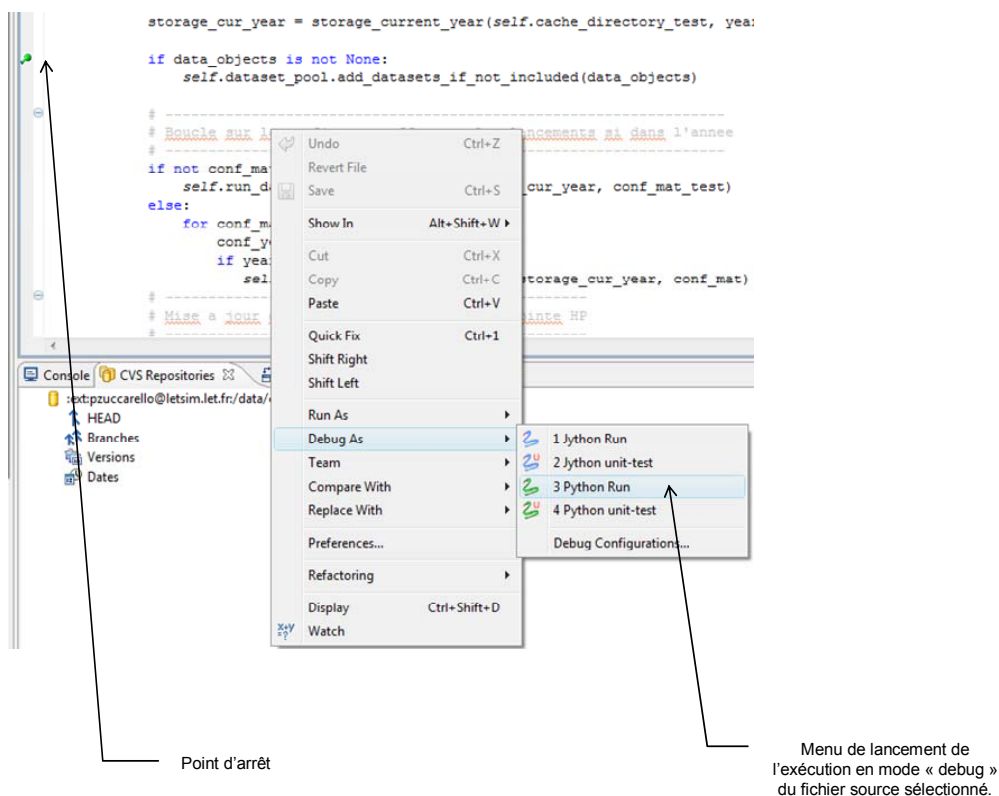 storage_cur_year = storage_current_year(self.cache_directory_test, yea
if data_objects is not None:
self.dataset_pool.add_datasets_if_not_included(data_objects)
# ----------------------------------------------------------------
# Boucle sur ncements si dans l'annee
# ----------------------------------------------------------------
if not conf_ma
self.run_d cur_year, conf_mat_test)
else:
for conf_m
conf_y
if yea
sel storage_cur_year, conf_mat)
# ------------------------------------------------
# Mise a jour inte HP
# ------------------------------------------------
Undo Ctrl+Z
Revert File
Save Ctrl+S
Show In Alt+Shift+W
Cut Ctrl+X
Copy Ctrl+C
Paste Ctrl+V
Quick Fix Ctrl+1
Shift Right
Shift Left
Run As
Debug As
Team
Compare With
Replace With
Preferences...
Refactoring
Display Ctrl+Shift+D
x+y =? Watch
1 Jython Run
2 Jython unit-test
3 Python Run
4 Python unit-test
Debug Configurations...
Console CVS Repositories
:ext:pzuccarello@letsim.let.fr:/data/
HEAD
Branches
Versions
Dates
Point d'arrêt
Menu de lancement de
l'exécution en mode « debug »
du fichier source sélectionné.